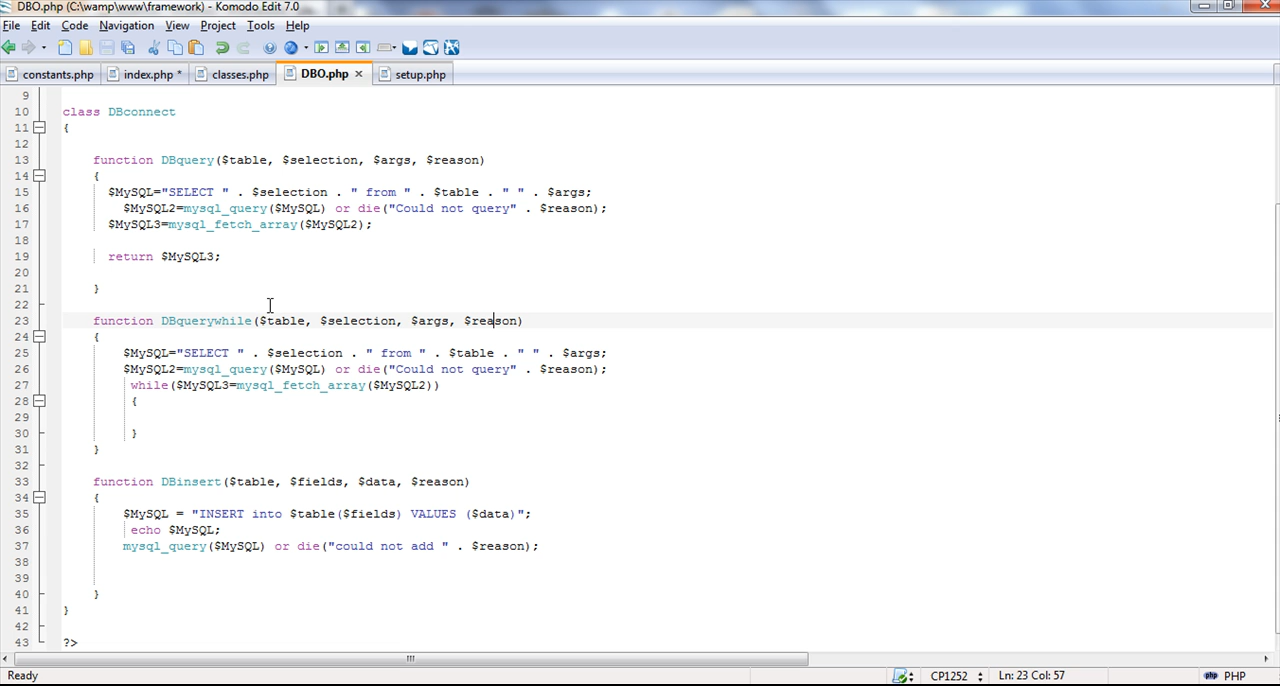 DBO.php (C:\wamp\www\framework) - Komodo Edit 7.0
File Edit Code Navigation View Project Tools Help
constants.php index.php * classes.php DBO.php setup.php
9
10 class DBconnect
11 {
12
13 function DBquery($table, $selection, $args, $reason)
14 {
15 $MySQL="SELECT " . $selection . " from " . $table . " " . $args;
16 $MySQL2=mysql_query($MySQL) or die("Could not query" . $reason);
17 $MySQL3=mysql_fetch_array($MySQL2);
18
19 return $MySQL3;
20
21 }
22
23 function DBquerywhile($table, $selection, $args, $reason)
24 {
25 $MySQL="SELECT " . $selection . " from " . $table . " " . $args;
26 $MySQL2=mysql_query($MySQL) or die("Could not query" . $reason);
27 while($MySQL3=mysql_fetch_array($MySQL2))
28 {
29
30 }
31 }
32
33 function DBinsert($table, $fields, $data, $reason)
34 {
35 $MySQL = "INSERT into $table($fields) VALUES ($data)";
36 echo $MySQL;
37 mysql_query($MySQL) or die("could not add " . $reason);
38
39
40 }
41 }
42
43 ?>
Ready CP1252 Ln: 23 Col: 57 PHP